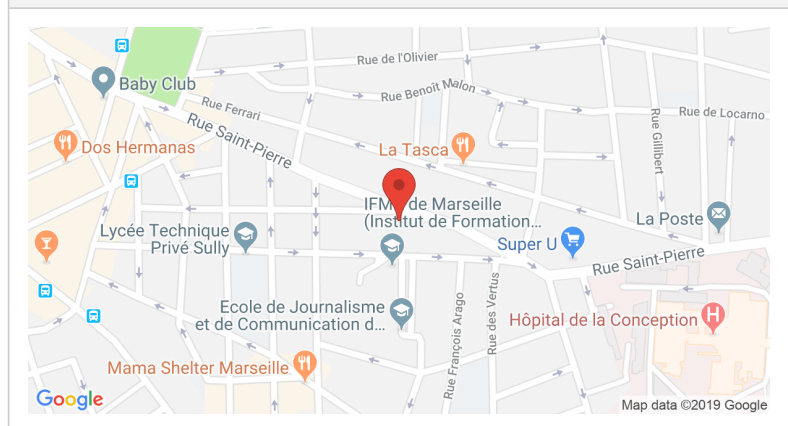 Rue de l'Olivier
Baby Club
Rue Benoît Malon
Rue Ferrari
Rue de Locarno
Rue Saint-Pierre
Rue Gillibert
Dos Hermanas
La Tasca
IFM de Marseille
(Institut de Formation...
La Poste
Lycée Technique
Privé Sully
Super U
Rue Saint-Pierre
Ecole de Journalisme
et de Communication d...
Rue François Arago
Rue des Vertus
Hôpital de la Conception
H
Mama Shelter Marseille
Google
Map data ©2019 Google